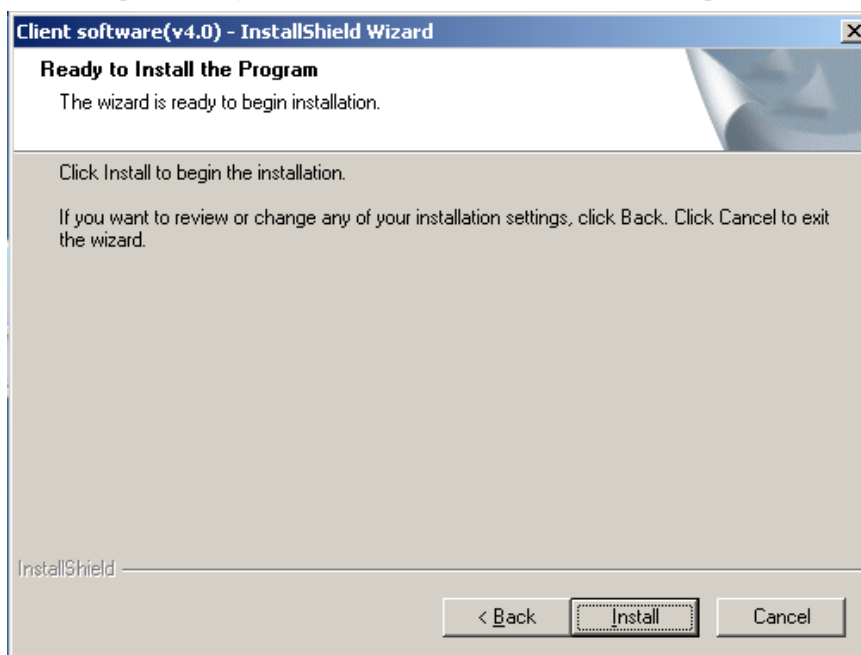 Client software(v4.0) - InstallShield Wizard
Ready to Install the Program
The wizard is ready to begin installation.
Click Install to begin the installation.
If you want to review or change any of your installation settings, click Back. Click Cancel to exit
the wizard.
InstallShield
< Back
Install
Cancel